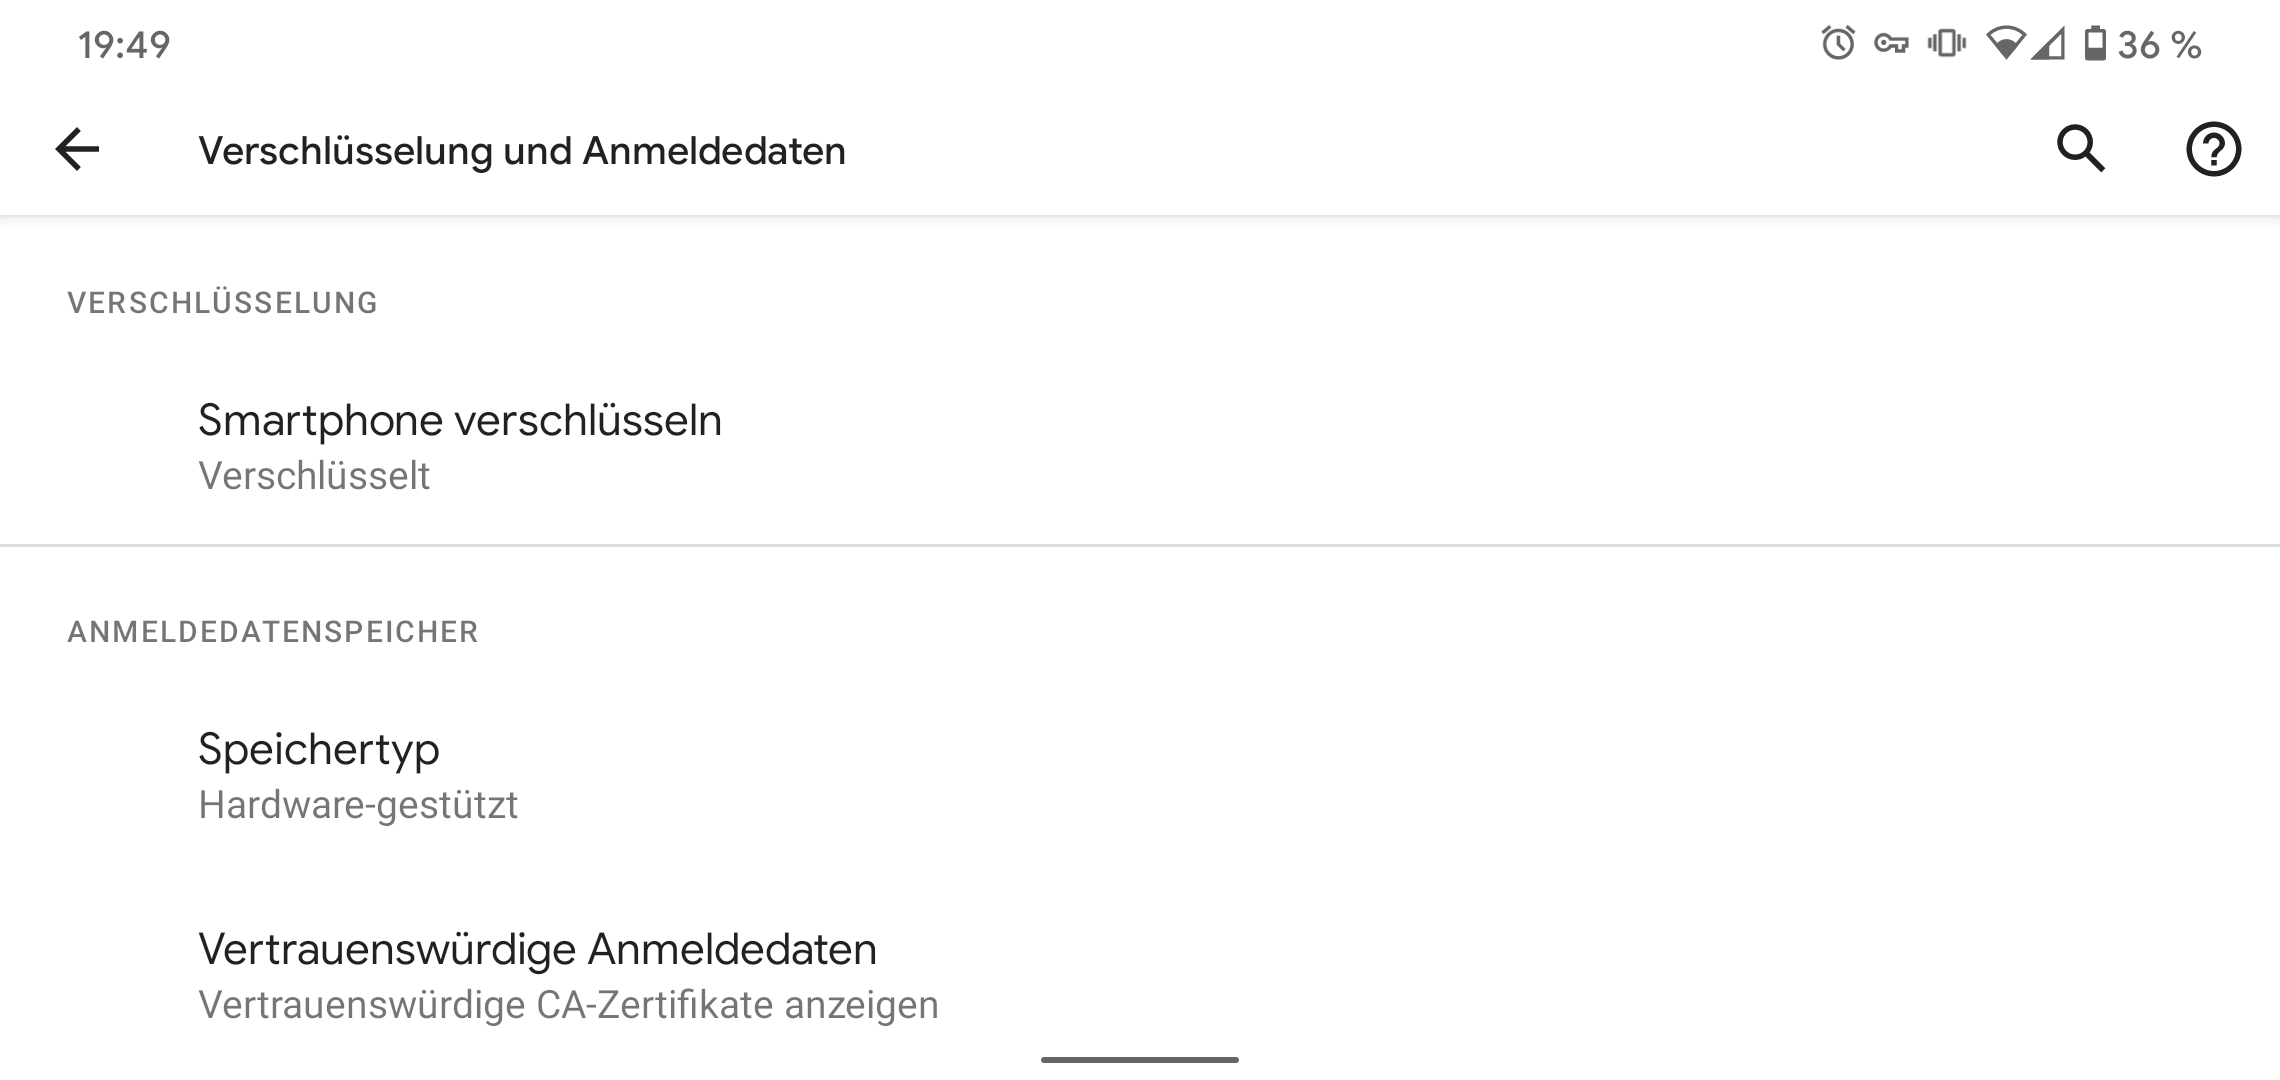 19:49
36 %
Verschlüsselung und Anmeldedaten
VERSCHLÜSSELUNG
Smartphone verschlüsseln
Verschlüsselt
ANMELDEDATENSPEICHER
Speichertyp
Hardware-gestützt
Vertrauenswürdige Anmeldedaten
Vertrauenswürdige CA-Zertifikate anzeigen